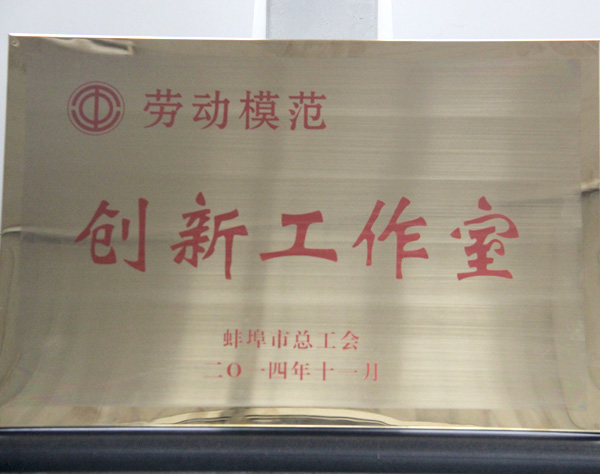 劳动模范
创新工作室
蚌埠市总工会
二〇一四年十一月